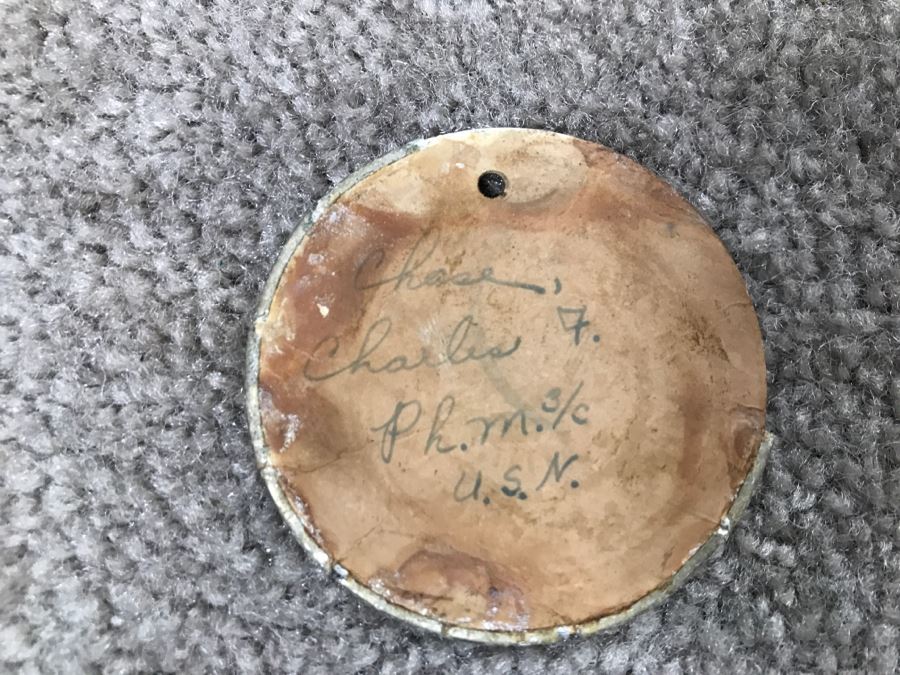 Chase,
Charles F.
Ph.M.3/c
U.S.N.